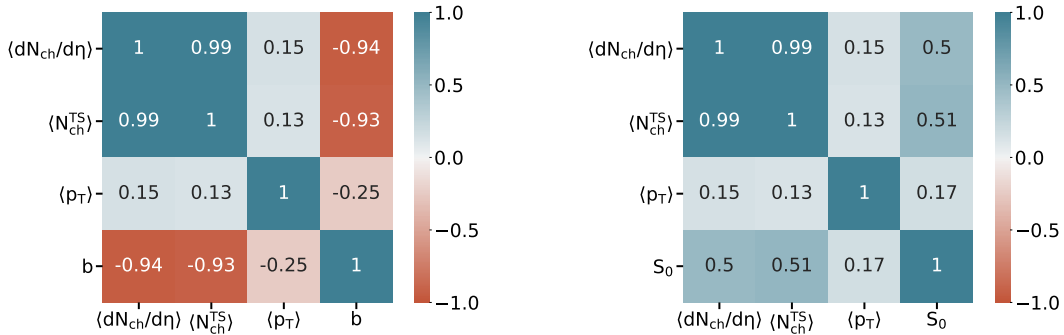 ⟨dN_ch/dη⟩ 1 0.99 0.15 -0.94
⟨N_ch^TS⟩ 0.99 1 0.13 -0.93
⟨p_T⟩ 0.15 0.13 1 -0.25
b -0.94 -0.93 -0.25 1
⟨dN_ch/dη⟩ ⟨N_ch^TS⟩ ⟨p_T⟩ b
1.0
0.5
0.0
−0.5
−1.0
⟨dN_ch/dη⟩ 1 0.99 0.15 0.5
⟨N_ch^TS⟩ 0.99 1 0.13 0.51
⟨p_T⟩ 0.15 0.13 1 0.17
S_0 0.5 0.51 0.17 1
⟨dN_ch/dη⟩ ⟨N_ch^TS⟩ ⟨p_T⟩ S_0
1.0
0.5
0.0
−0.5
−1.0